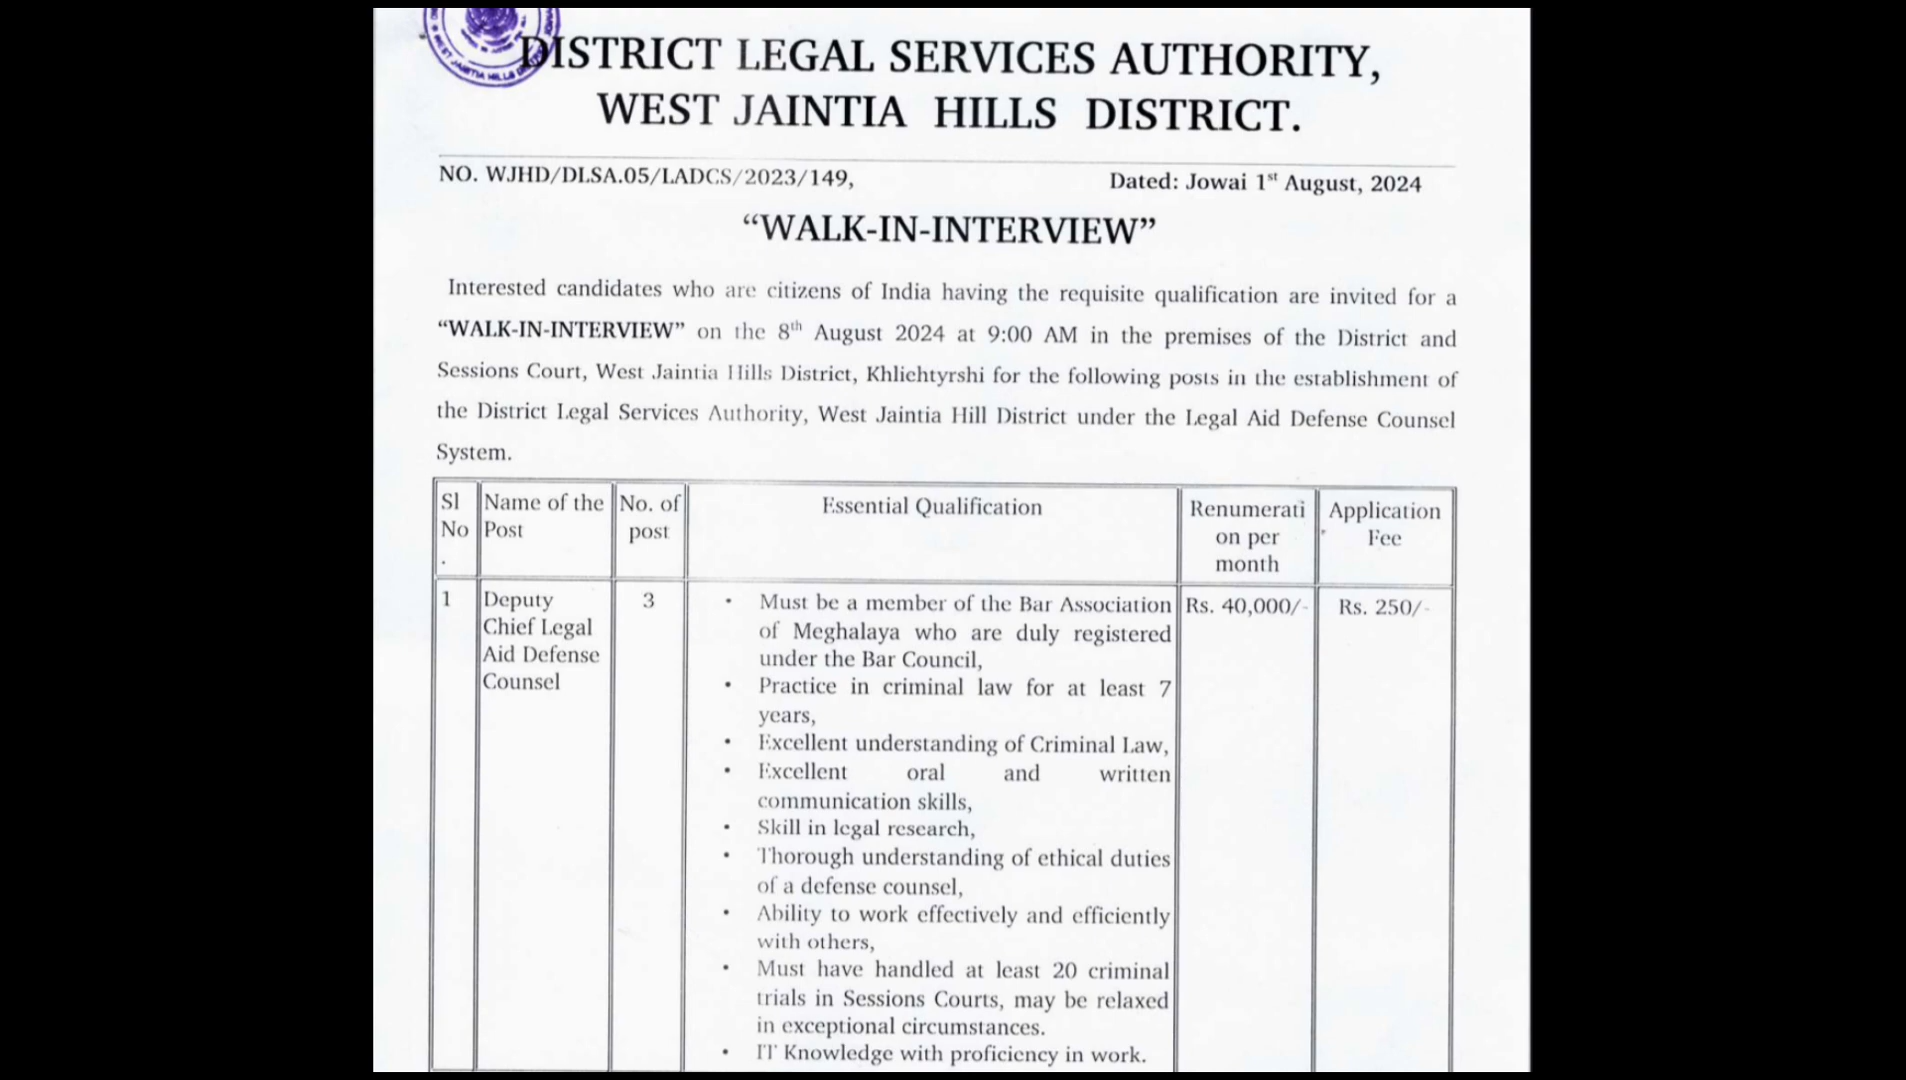 DISTRICT LEGAL SERVICES AUTHORITY,
WEST JAINTIA HILLS DISTRICT.
NO. WJHD/DLSA.05/LADCS/2023/149,
Dated: Jowai 1st August, 2024
“WALK-IN-INTERVIEW”
Interested candidates who are citizens of India having the requisite qualification are invited for a
“WALK-IN-INTERVIEW” on the 8th August 2024 at 9:00 AM in the premises of the District and
Sessions Court, West Jaintia Hills District, Khlichtyrshi for the following posts in the establishment of
the District Legal Services Authority, West Jaintia Hill District under the Legal Aid Defense Counsel
System.
Sl
No
.
Name of the
Post
No. of
post
Essential Qualification
Renumerati
on per
month
Application
Fee
1
Deputy
Chief Legal
Aid Defense
Counsel
3
• Must be a member of the Bar Association
of Meghalaya who are duly registered
under the Bar Council,
• Practice in criminal law for at least 7
years,
• Excellent understanding of Criminal Law,
• Excellent oral and written
communication skills,
• Skill in legal research,
• Thorough understanding of ethical duties
of a defense counsel,
• Ability to work effectively and efficiently
with others,
• Must have handled at least 20 criminal
trials in Sessions Courts, may be relaxed
in exceptional circumstances.
• IT Knowledge with proficiency in work.
Rs. 40,000/-
Rs. 250/-